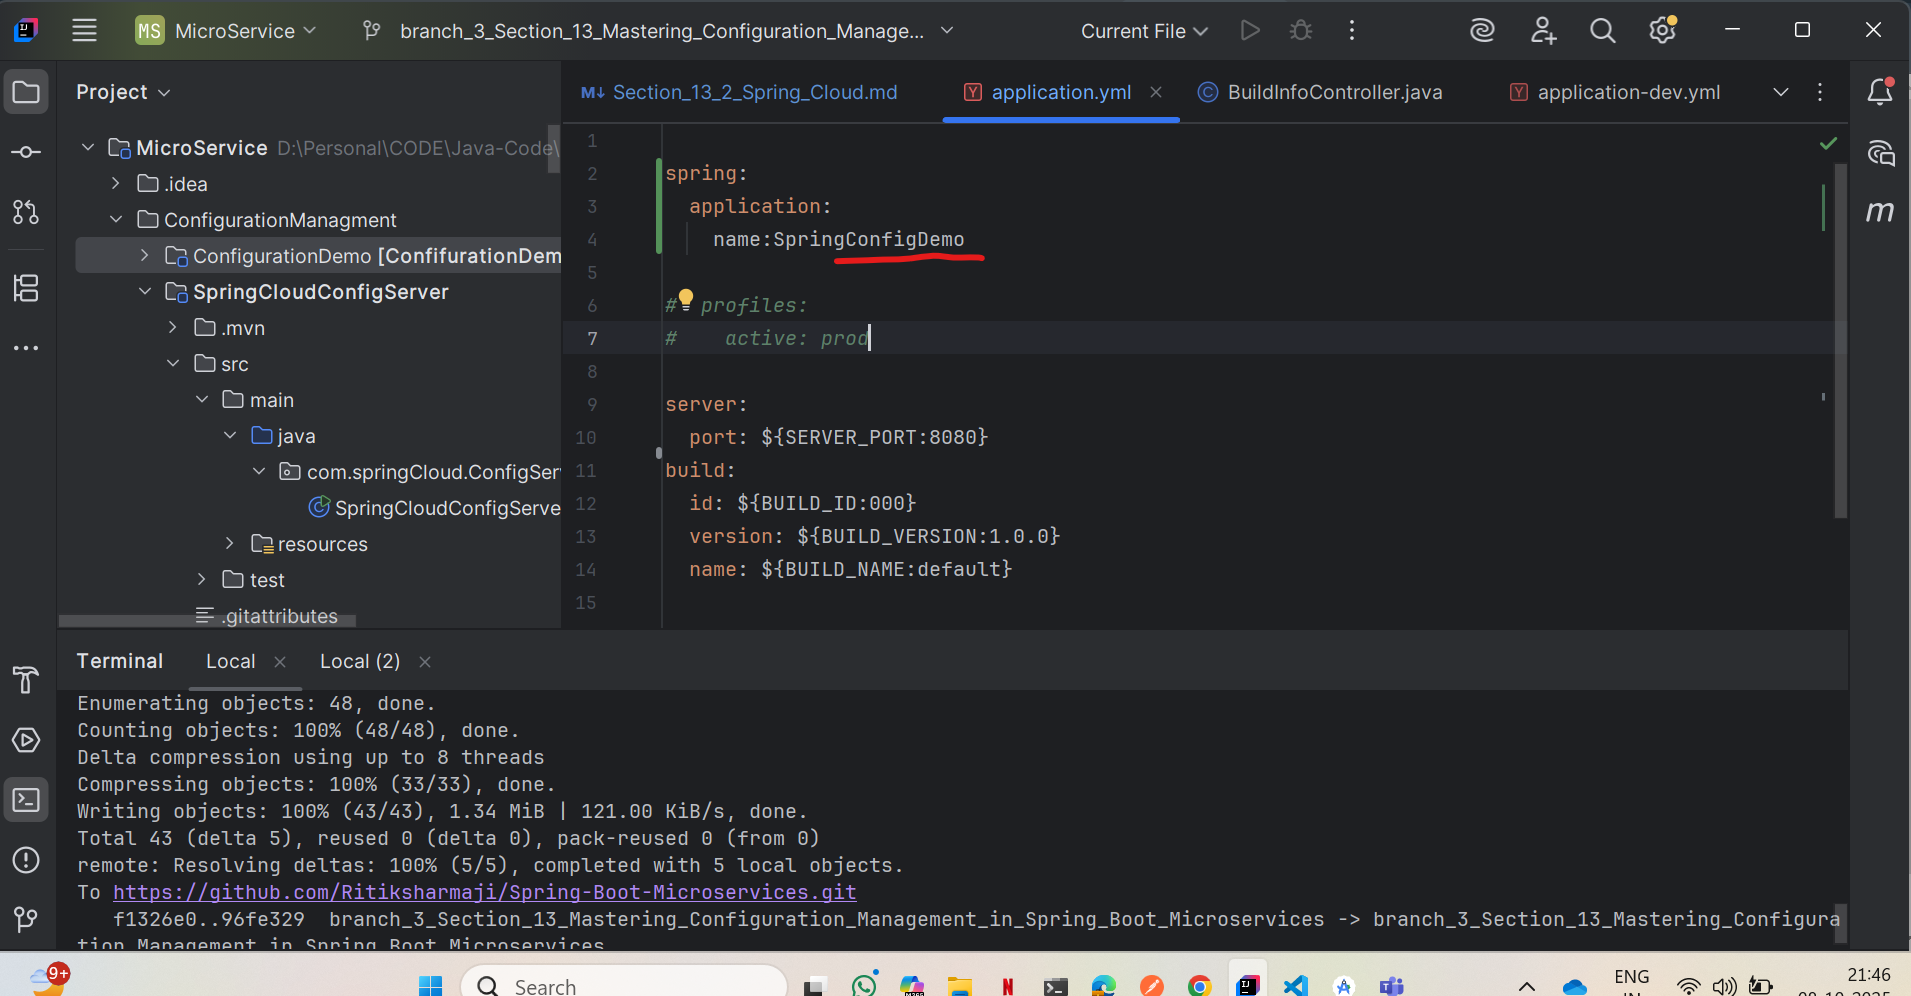 MS MicroService branch_3_Section_13_Mastering_Configuration_Manage... Current File
Project
Section_13_2_Spring_Cloud.md application.yml BuildInfoController.java application-dev.yml
MicroService D:\Personal\CODE\Java-Code\
.idea
ConfigurationManagment
ConfigurationDemo [ConfifurationDem
SpringCloudConfigServer
.mvn
src
main
java
com.springCloud.ConfigSer
SpringCloudConfigServe
resources
test
.gitattributes
1
2 spring:
3 application:
4 name:SpringConfigDemo
5
6 # profiles:
7 # active: prod
8
9 server:
10 port: ${SERVER_PORT:8080}
11 build:
12 id: ${BUILD_ID:000}
13 version: ${BUILD_VERSION:1.0.0}
14 name: ${BUILD_NAME:default}
15
m
Terminal Local Local (2)
Enumerating objects: 48, done.
Counting objects: 100% (48/48), done.
Delta compression using up to 8 threads
Compressing objects: 100% (33/33), done.
Writing objects: 100% (43/43), 1.34 MiB | 121.00 KiB/s, done.
Total 43 (delta 5), reused 0 (delta 0), pack-reused 0 (from 0)
remote: Resolving deltas: 100% (5/5), completed with 5 local objects.
To https://github.com/Ritiksharmaji/Spring-Boot-Microservices.git
f1326e0..96fe329 branch_3_Section_13_Mastering_Configuration_Management_in_Spring_Boot_Microservices -> branch_3_Section_13_Mastering_Configura
tion_Management_in_Spring_Boot_Microservices
9+
Search
ENG
21:46